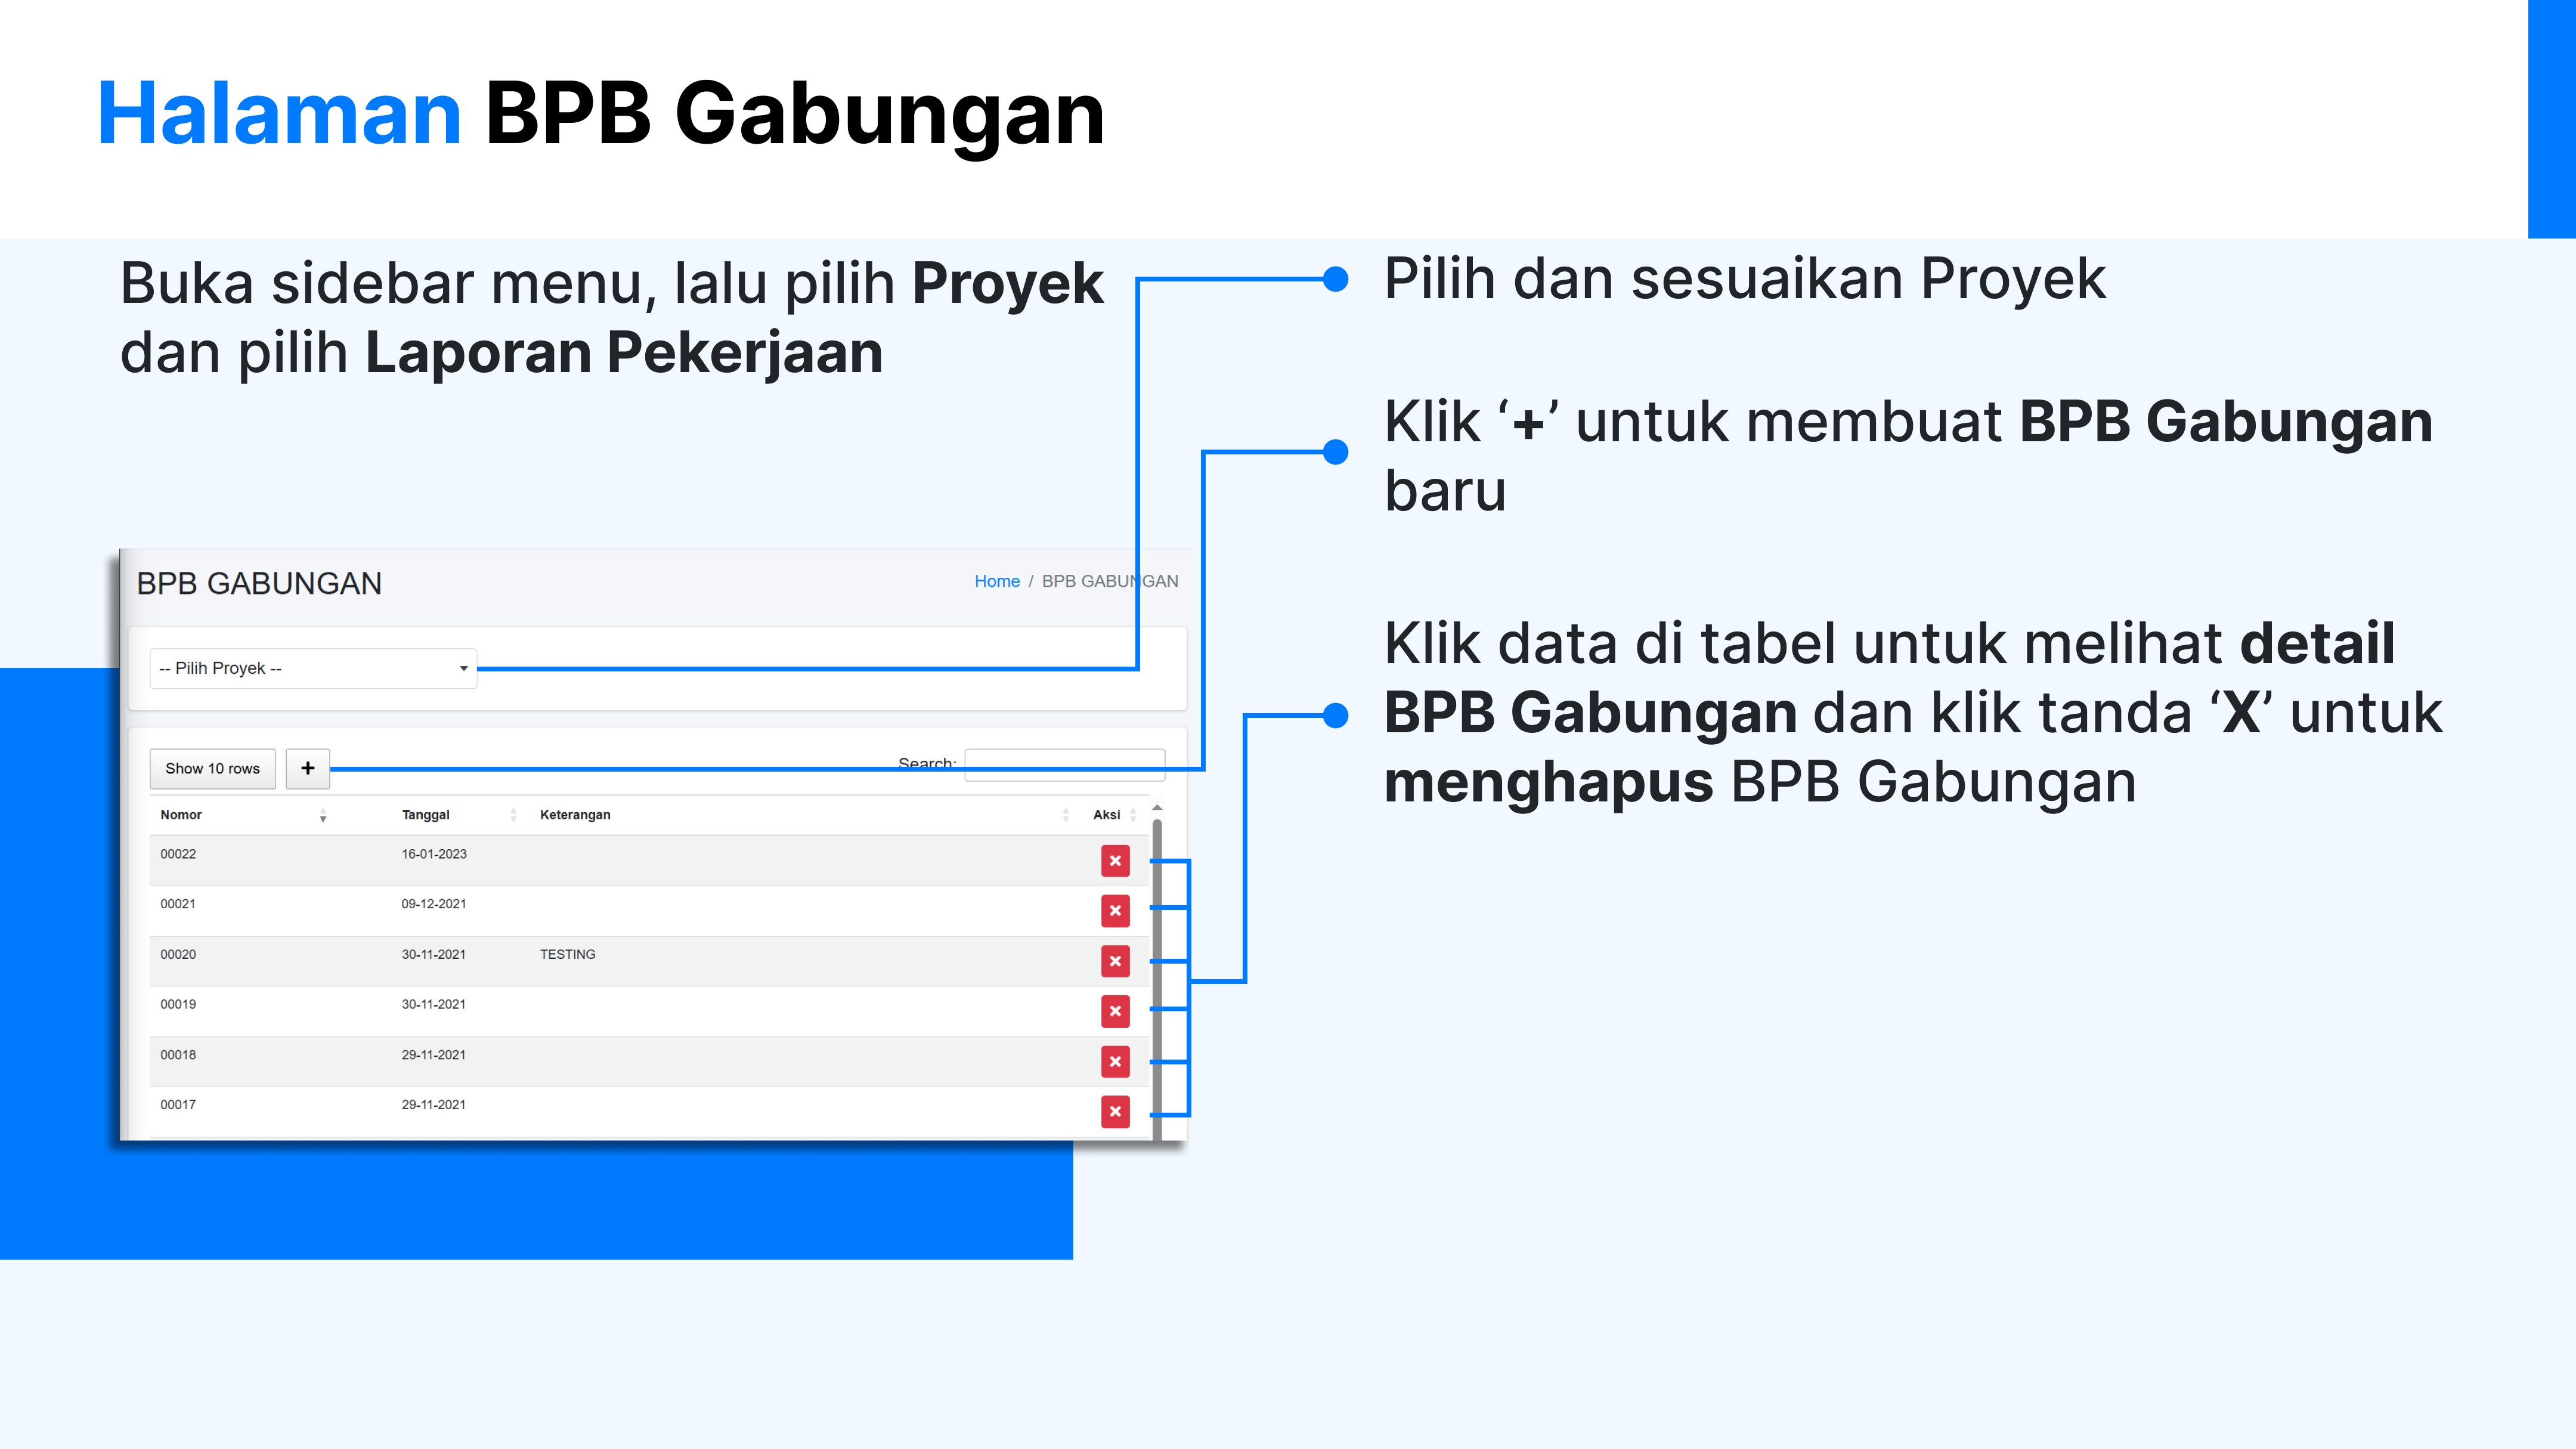 Halaman BPB Gabungan
Buka sidebar menu, lalu pilih Proyek
dan pilih Laporan Pekerjaan
Pilih dan sesuaikan Proyek
Klik ‘+’ untuk membuat BPB Gabungan
baru
Klik data di tabel untuk melihat detail
BPB Gabungan dan klik tanda ‘X’ untuk
menghapus BPB Gabungan
BPB GABUNGAN
Home / BPB GABUNGAN
-- Pilih Proyek --
Show 10 rows + Search:
Nomor Tanggal Keterangan Aksi
00022 16-01-2023
00021 09-12-2021
00020 30-11-2021 TESTING
00019 30-11-2021
00018 29-11-2021
00017 29-11-2021